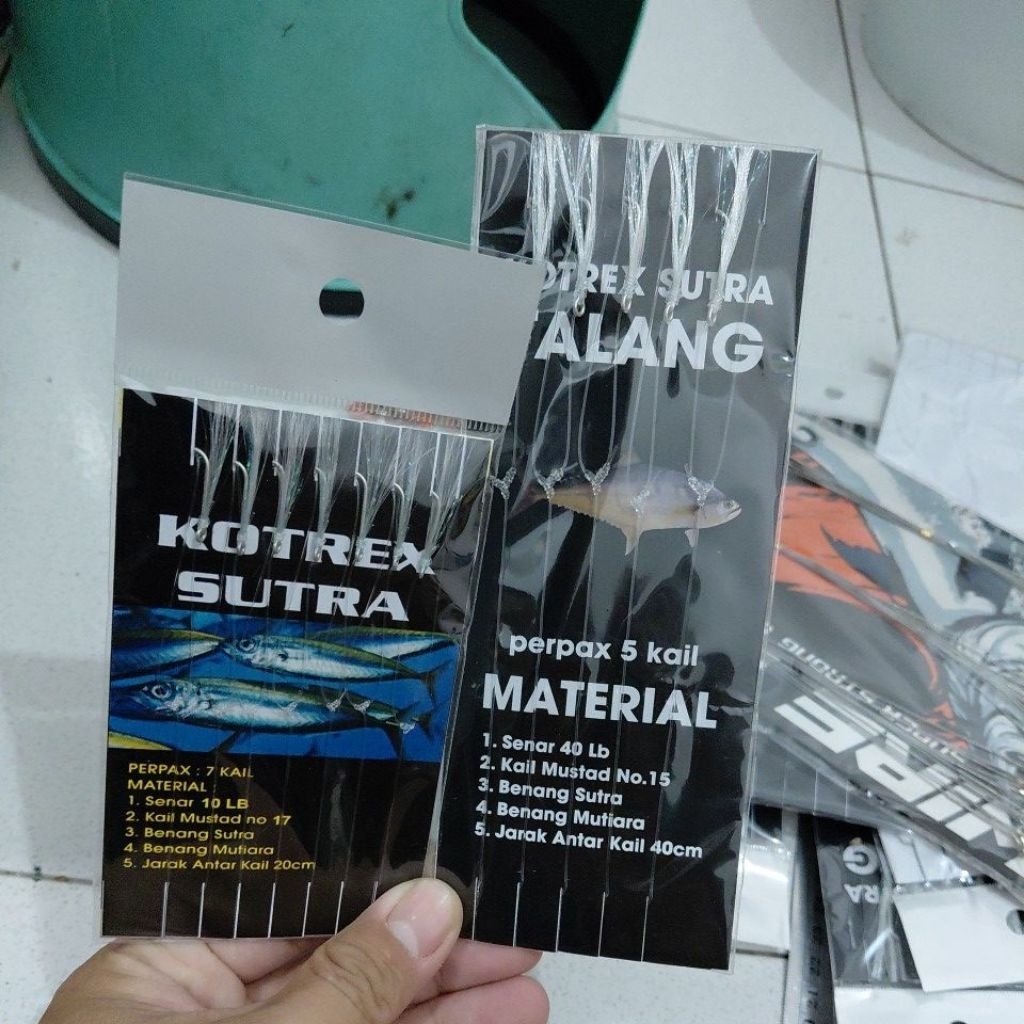 KOTREX
SUTRA
PERPAX : 7 KAIL
MATERIAL :
1. Senar 10 LB
2. Kail Mustad no 17
3. Benang Sutra
4. Benang Mutiara
5. Jarak Antar Kail 20cm
OTREX SUTRA
ALANG
perpax 5 kail
MATERIAL
1. Senar 40 Lb
2. Kail Mustad No.15
3. Benang Sutra
4. Benang Mutiara
5. Jarak Antar Kail 40cm
WIRE